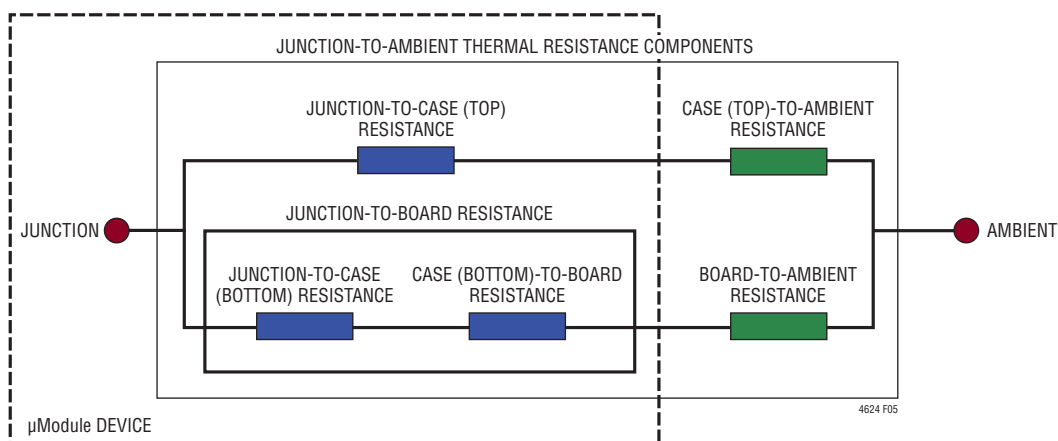 JUNCTION-TO-AMBIENT THERMAL RESISTANCE COMPONENTS
JUNCTION-TO-CASE (TOP)
RESISTANCE
CASE (TOP)-TO-AMBIENT
RESISTANCE
JUNCTION
JUNCTION-TO-BOARD RESISTANCE
AMBIENT
JUNCTION-TO-CASE
(BOTTOM) RESISTANCE
CASE (BOTTOM)-TO-BOARD
RESISTANCE
BOARD-TO-AMBIENT
RESISTANCE
4624 F05
µModule DEVICE